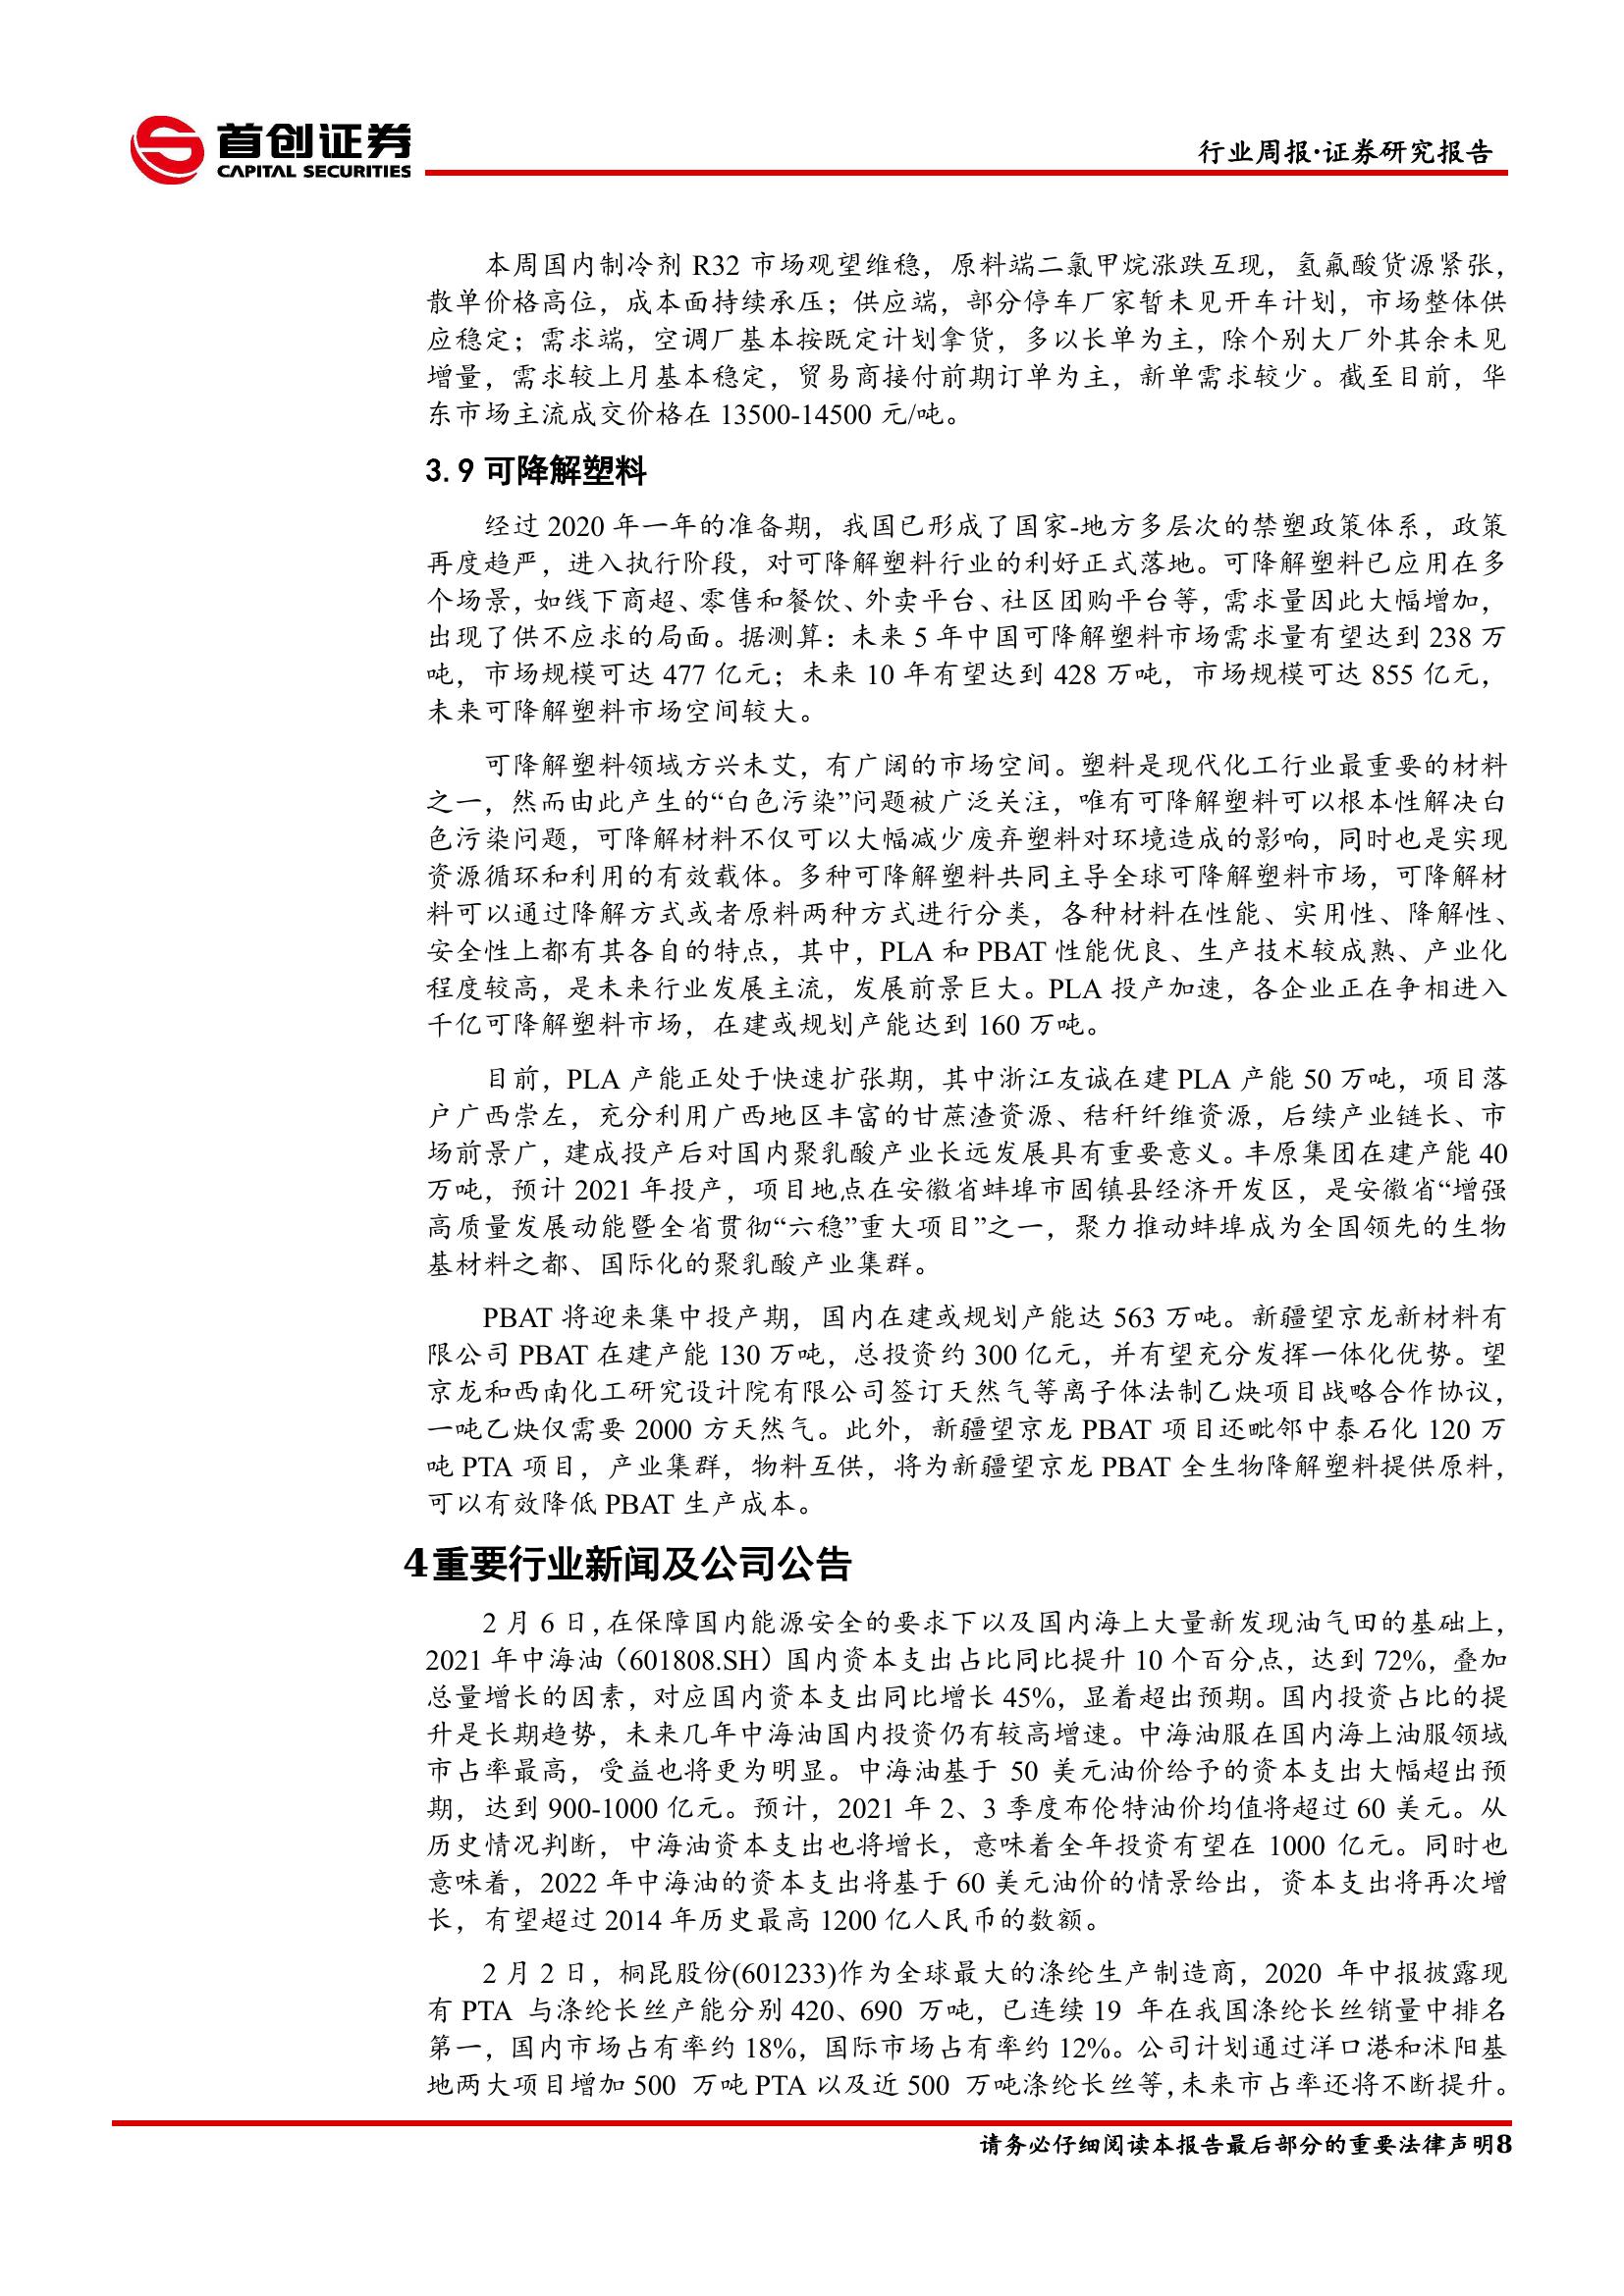 首创证券
CAPITAL SECURITIES
行业周报·证券研究报告
本周国内制冷剂 R32 市场观望维稳，原料端二氯甲烷涨跌互现，氢氟酸货源紧张，
散单价格高位，成本面持续承压；供应端，部分停车厂家暂未见开车计划，市场整体供
应稳定；需求端，空调厂基本按既定计划拿货，多以长单为主，除个别大厂外其余未见
增量，需求较上月基本稳定，贸易商接付前期订单为主，新单需求较少。截至目前，华
东市场主流成交价格在 13500-14500 元/吨。
3.9 可降解塑料
经过 2020 年一年的准备期，我国已形成了国家-地方多层次的禁塑政策体系，政策
再度趋严，进入执行阶段，对可降解塑料行业的利好正式落地。可降解塑料已应用在多
个场景，如线下商超、零售和餐饮、外卖平台、社区团购平台等，需求量因此大幅增加，
出现了供不应求的局面。据测算：未来 5 年中国可降解塑料市场需求量有望达到 238 万
吨，市场规模可达 477 亿元；未来 10 年有望达到 428 万吨，市场规模可达 855 亿元，
未来可降解塑料市场空间较大。
可降解塑料领域方兴未艾，有广阔的市场空间。塑料是现代化工行业最重要的材料
之一，然而由此产生的“白色污染”问题被广泛关注，唯有可降解塑料可以根本性解决白
色污染问题，可降解材料不仅可以大幅减少废弃塑料对环境造成的影响，同时也是实现
资源循环和利用的有效载体。多种可降解塑料共同主导全球可降解塑料市场，可降解材
料可以通过降解方式或者原料两种方式进行分类，各种材料在性能、实用性、降解性、
安全性上都有其各自的特点，其中，PLA 和 PBAT 性能优良、生产技术较成熟、产业化
程度较高，是未来行业发展主流，发展前景巨大。PLA 投产加速，各企业正在争相进入
千亿可降解塑料市场，在建或规划产能达到 160 万吨。
目前，PLA 产能正处于快速扩张期，其中浙江友诚在建 PLA 产能 50 万吨，项目落
户广西崇左，充分利用广西地区丰富的甘蔗渣资源、秸秆纤维资源，后续产业链长、市
场前景广，建成投产后对国内聚乳酸产业长远发展具有重要意义。丰原集团在建产能 40
万吨，预计 2021 年投产，项目地点在安徽省蚌埠市固镇县经济开发区，是安徽省“增强
高质量发展动能暨全省贯彻“六稳”重大项目”之一，聚力推动蚌埠成为全国领先的生物
基材料之都、国际化的聚乳酸产业集群。
PBAT 将迎来集中投产期，国内在建或规划产能达 563 万吨。新疆望京龙新材料有
限公司 PBAT 在建产能 130 万吨，总投资约 300 亿元，并有望充分发挥一体化优势。望
京龙和西南化工研究设计院有限公司签订天然气等离子体法制乙炔项目战略合作协议，
一吨乙炔仅需要 2000 方天然气。此外，新疆望京龙 PBAT 项目还毗邻中泰石化 120 万
吨 PTA 项目，产业集群，物料互供，将为新疆望京龙 PBAT 全生物降解塑料提供原料，
可以有效降低 PBAT 生产成本。
4重要行业新闻及公司公告
2 月 6 日，在保障国内能源安全的要求下以及国内海上大量新发现油气田的基础上，
2021 年中海油（601808.SH）国内资本支出占比同比提升 10 个百分点，达到 72%，叠加
总量增长的因素，对应国内资本支出同比增长 45%，显着超出预期。国内投资占比的提
升是长期趋势，未来几年中海油国内投资仍有较高增速。中海油服在国内海上油服领域
市占率最高，受益也将更为明显。中海油基于 50 美元油价给予的资本支出大幅超出预
期，达到 900-1000 亿元。预计，2021 年 2、3 季度布伦特油价均值将超过 60 美元。从
历史情况判断，中海油资本支出也将增长，意味着全年投资有望在 1000 亿元。同时也
意味着，2022 年中海油的资本支出将基于 60 美元油价的情景给出，资本支出将再次增
长，有望超过 2014 年历史最高 1200 亿人民币的数额。
2 月 2 日，桐昆股份(601233)作为全球最大的涤纶生产制造商，2020 年中报披露现
有 PTA 与涤纶长丝产能分别 420、690 万吨，已连续 19 年在我国涤纶长丝销量中排名
第一，国内市场占有率约 18%，国际市场占有率约 12%。公司计划通过洋口港和沭阳基
地两大项目增加 500 万吨 PTA 以及近 500 万吨涤纶长丝等，未来市占率还将不断提升。
请务必仔细阅读本报告最后部分的重要法律声明8